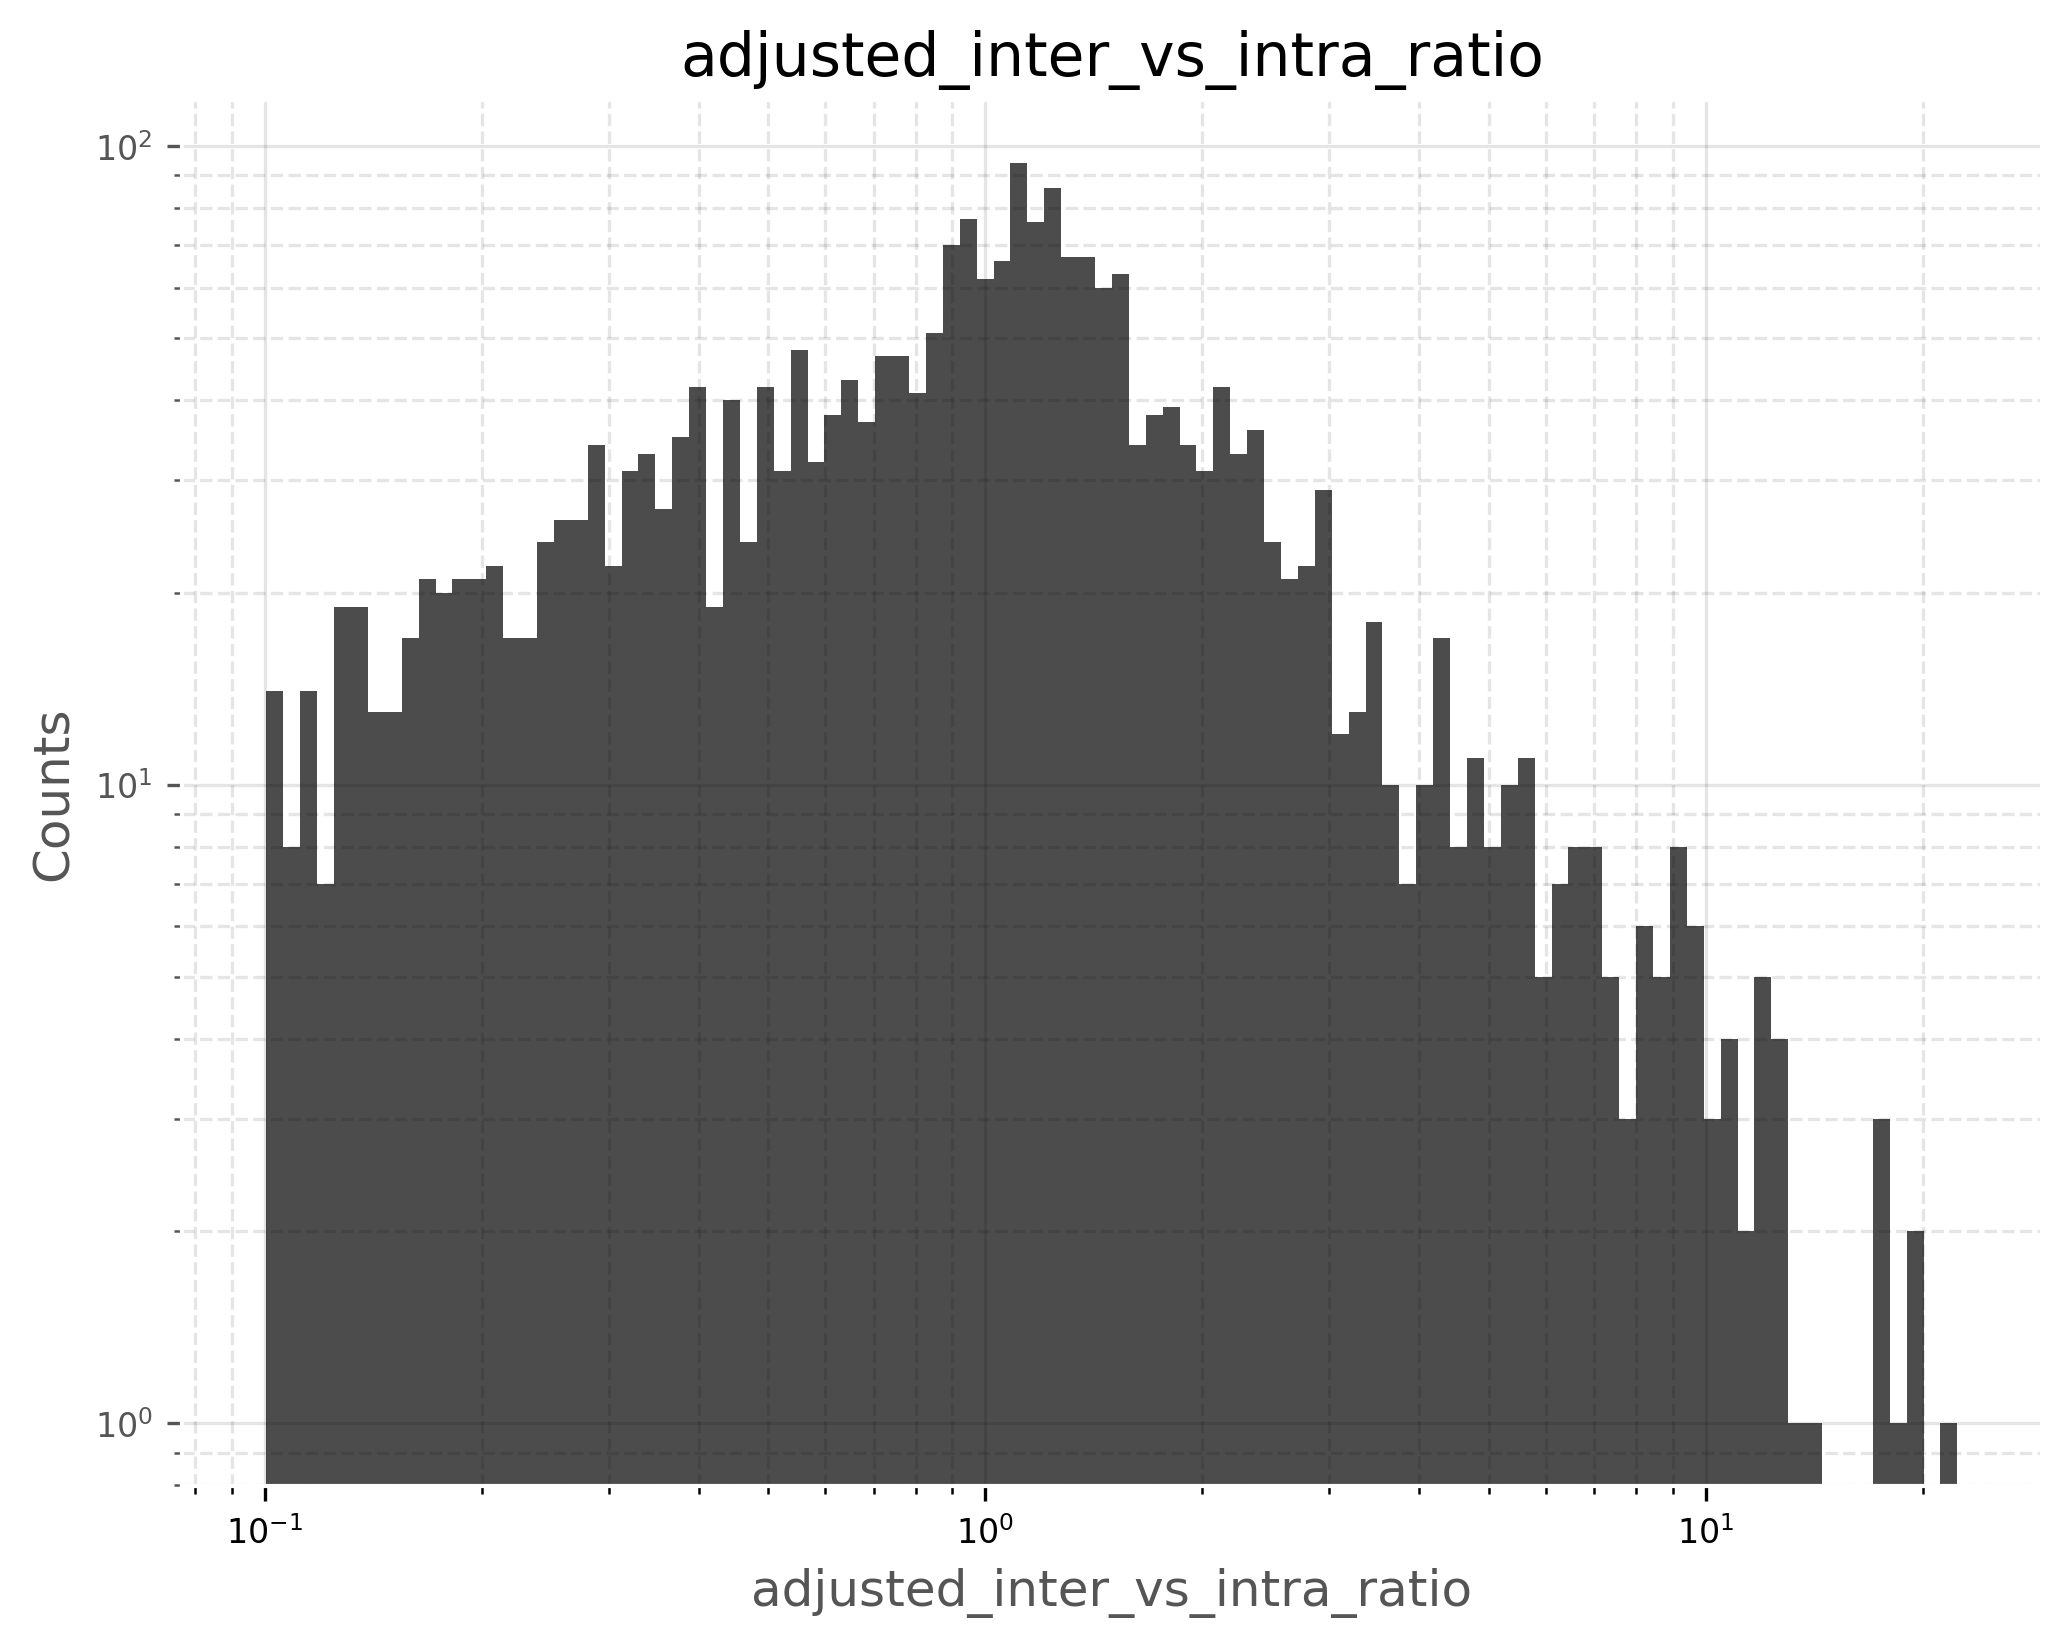 adjusted_inter_vs_intra_ratio
10²
10¹
10⁰
Counts
10⁻¹
10⁰
10¹
adjusted_inter_vs_intra_ratio